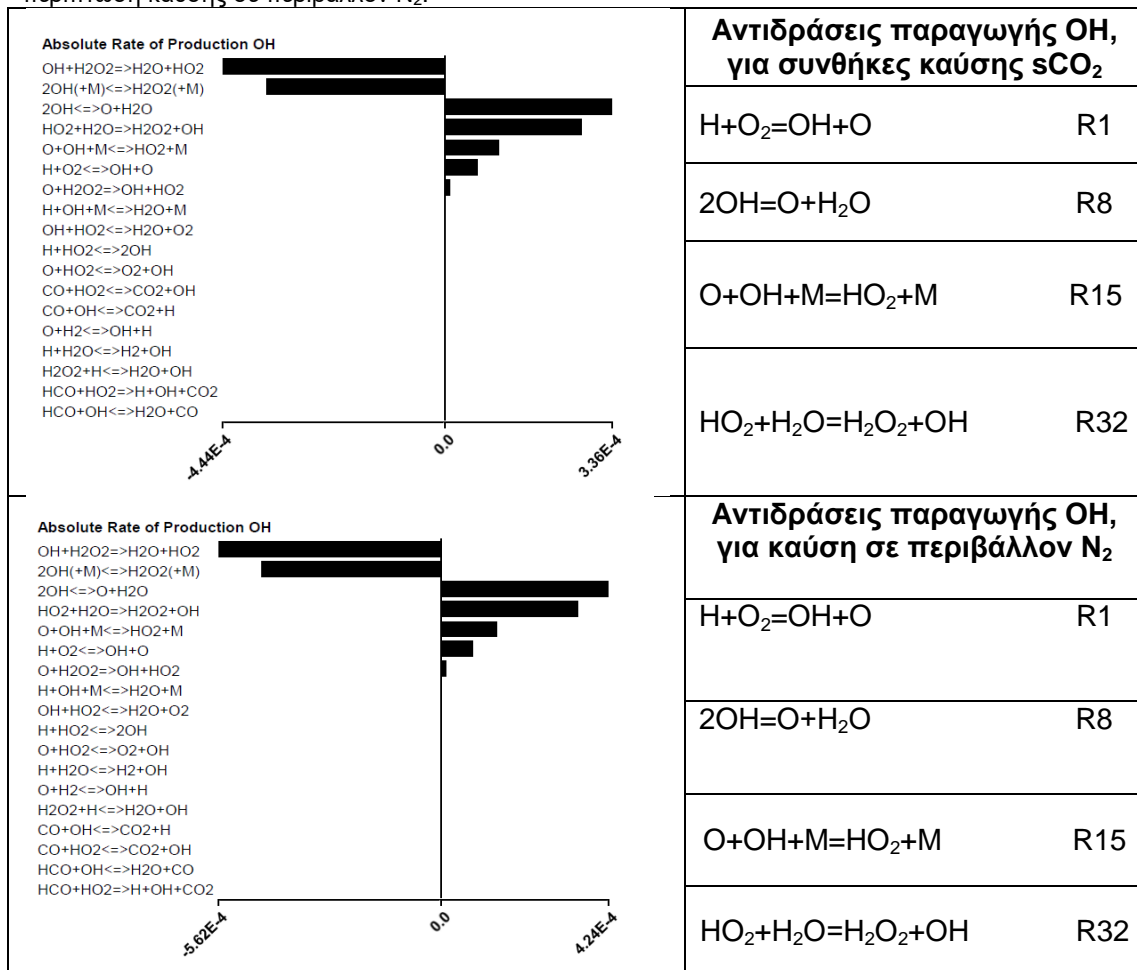 περίπτωση καύσης σε περιβάλλον N₂.
Absolute Rate of Production OH
OH+H2O2=>H2O+HO2
2OH(+M)<=>H2O2(+M)
2OH<=>O+H2O
HO2+H2O=>H2O2+OH
O+OH+M<=>HO2+M
H+O2<=>OH+O
O+H2O2=>OH+HO2
H+OH+M<=>H2O+M
OH+HO2<=>H2O+O2
H+HO2<=>2OH
O+HO2<=>O2+OH
CO+HO2<=>CO2+OH
CO+OH<=>CO2+H
O+H2<=>OH+H
H+H2O<=>H2+OH
H2O2+H<=>H2O+OH
HCO+HO2=>H+OH+CO2
HCO+OH<=>H2O+CO
-4.44E-4
0.0
3.36E-4
Αντιδράσεις παραγωγής OH,
για συνθήκες καύσης sCO₂
H+O₂=OH+O R1
2OH=O+H₂O R8
O+OH+M=HO₂+M R15
HO₂+H₂O=H₂O₂+OH R32
Absolute Rate of Production OH
OH+H2O2=>H2O+HO2
2OH(+M)<=>H2O2(+M)
2OH<=>O+H2O
HO2+H2O=>H2O2+OH
O+OH+M<=>HO2+M
H+O2<=>OH+O
O+H2O2=>OH+HO2
H+OH+M<=>H2O+M
OH+HO2<=>H2O+O2
H+HO2<=>2OH
O+HO2<=>O2+OH
H+H2O<=>H2+OH
O+H2<=>OH+H
H2O2+H<=>H2O+OH
CO+OH<=>CO2+H
CO+HO2<=>CO2+OH
HCO+OH<=>H2O+CO
HCO+HO2=>H+OH+CO2
-5.62E-4
0.0
4.24E-4
Αντιδράσεις παραγωγής OH,
για καύση σε περιβάλλον N₂
H+O₂=OH+O R1
2OH=O+H₂O R8
O+OH+M=HO₂+M R15
HO₂+H₂O=H₂O₂+OH R32